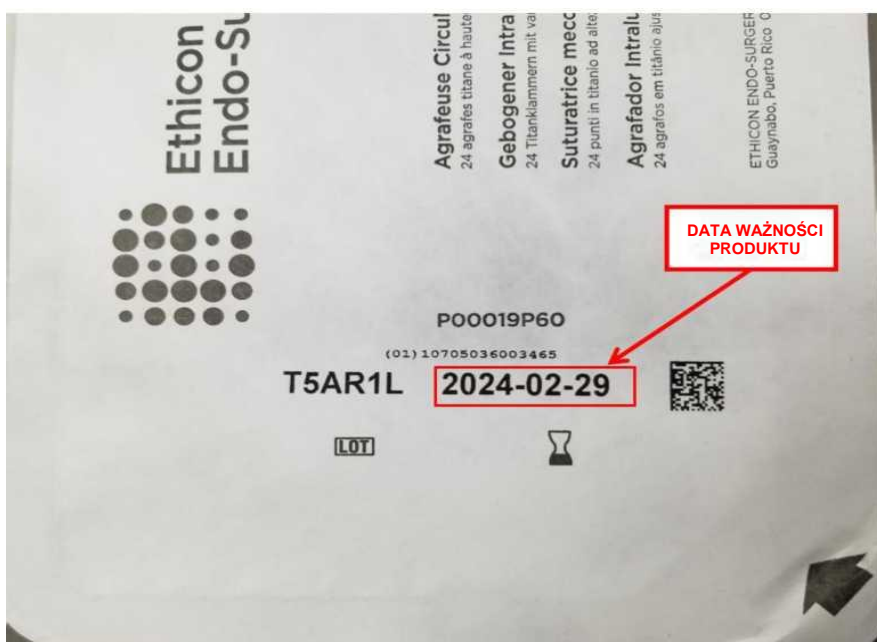 Ethicon
Endo-Su
Agrafeuse Circul
24 agrafes titane à haute
Gebogener Intra
24 Titanklammern mit va
Suturatrice mecc
24 punti in titanio ad alte
Agrafador Intralu
24 agrafos em titânio ajus
ETHICON ENDO-SURGER
Guaynabo, Puerto Rico 0
DATA WAŻNOŚCI
PRODUKTU
P00019P60
(01)10705036003465
T5AR1L 2024-02-29
LOT